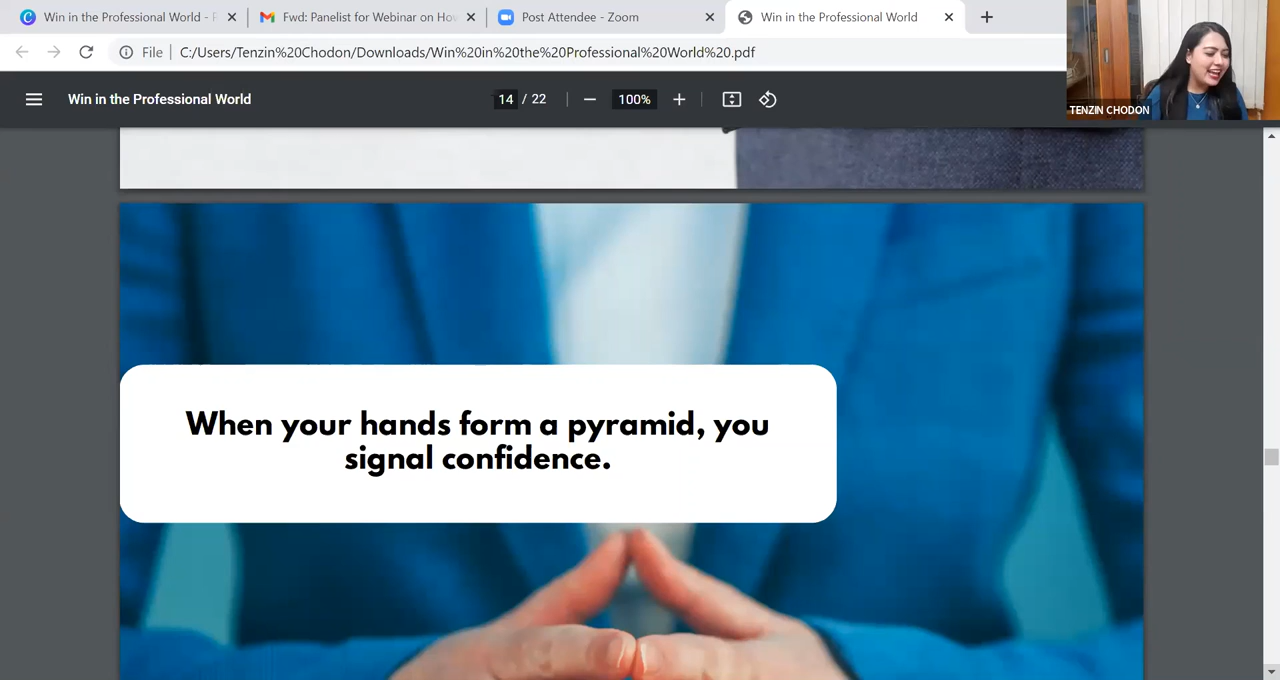 Win in the Professional World - P
Fwd: Panelist for Webinar on Hou
Post Attendee - Zoom
Win in the Professional World
File
C:/Users/Tenzin%20Chodon/Downloads/Win%20in%20the%20Professional%20World%20.pdf
Win in the Professional World
14 / 22
100%
TENZIN CHODON
When your hands form a pyramid, you
signal confidence.